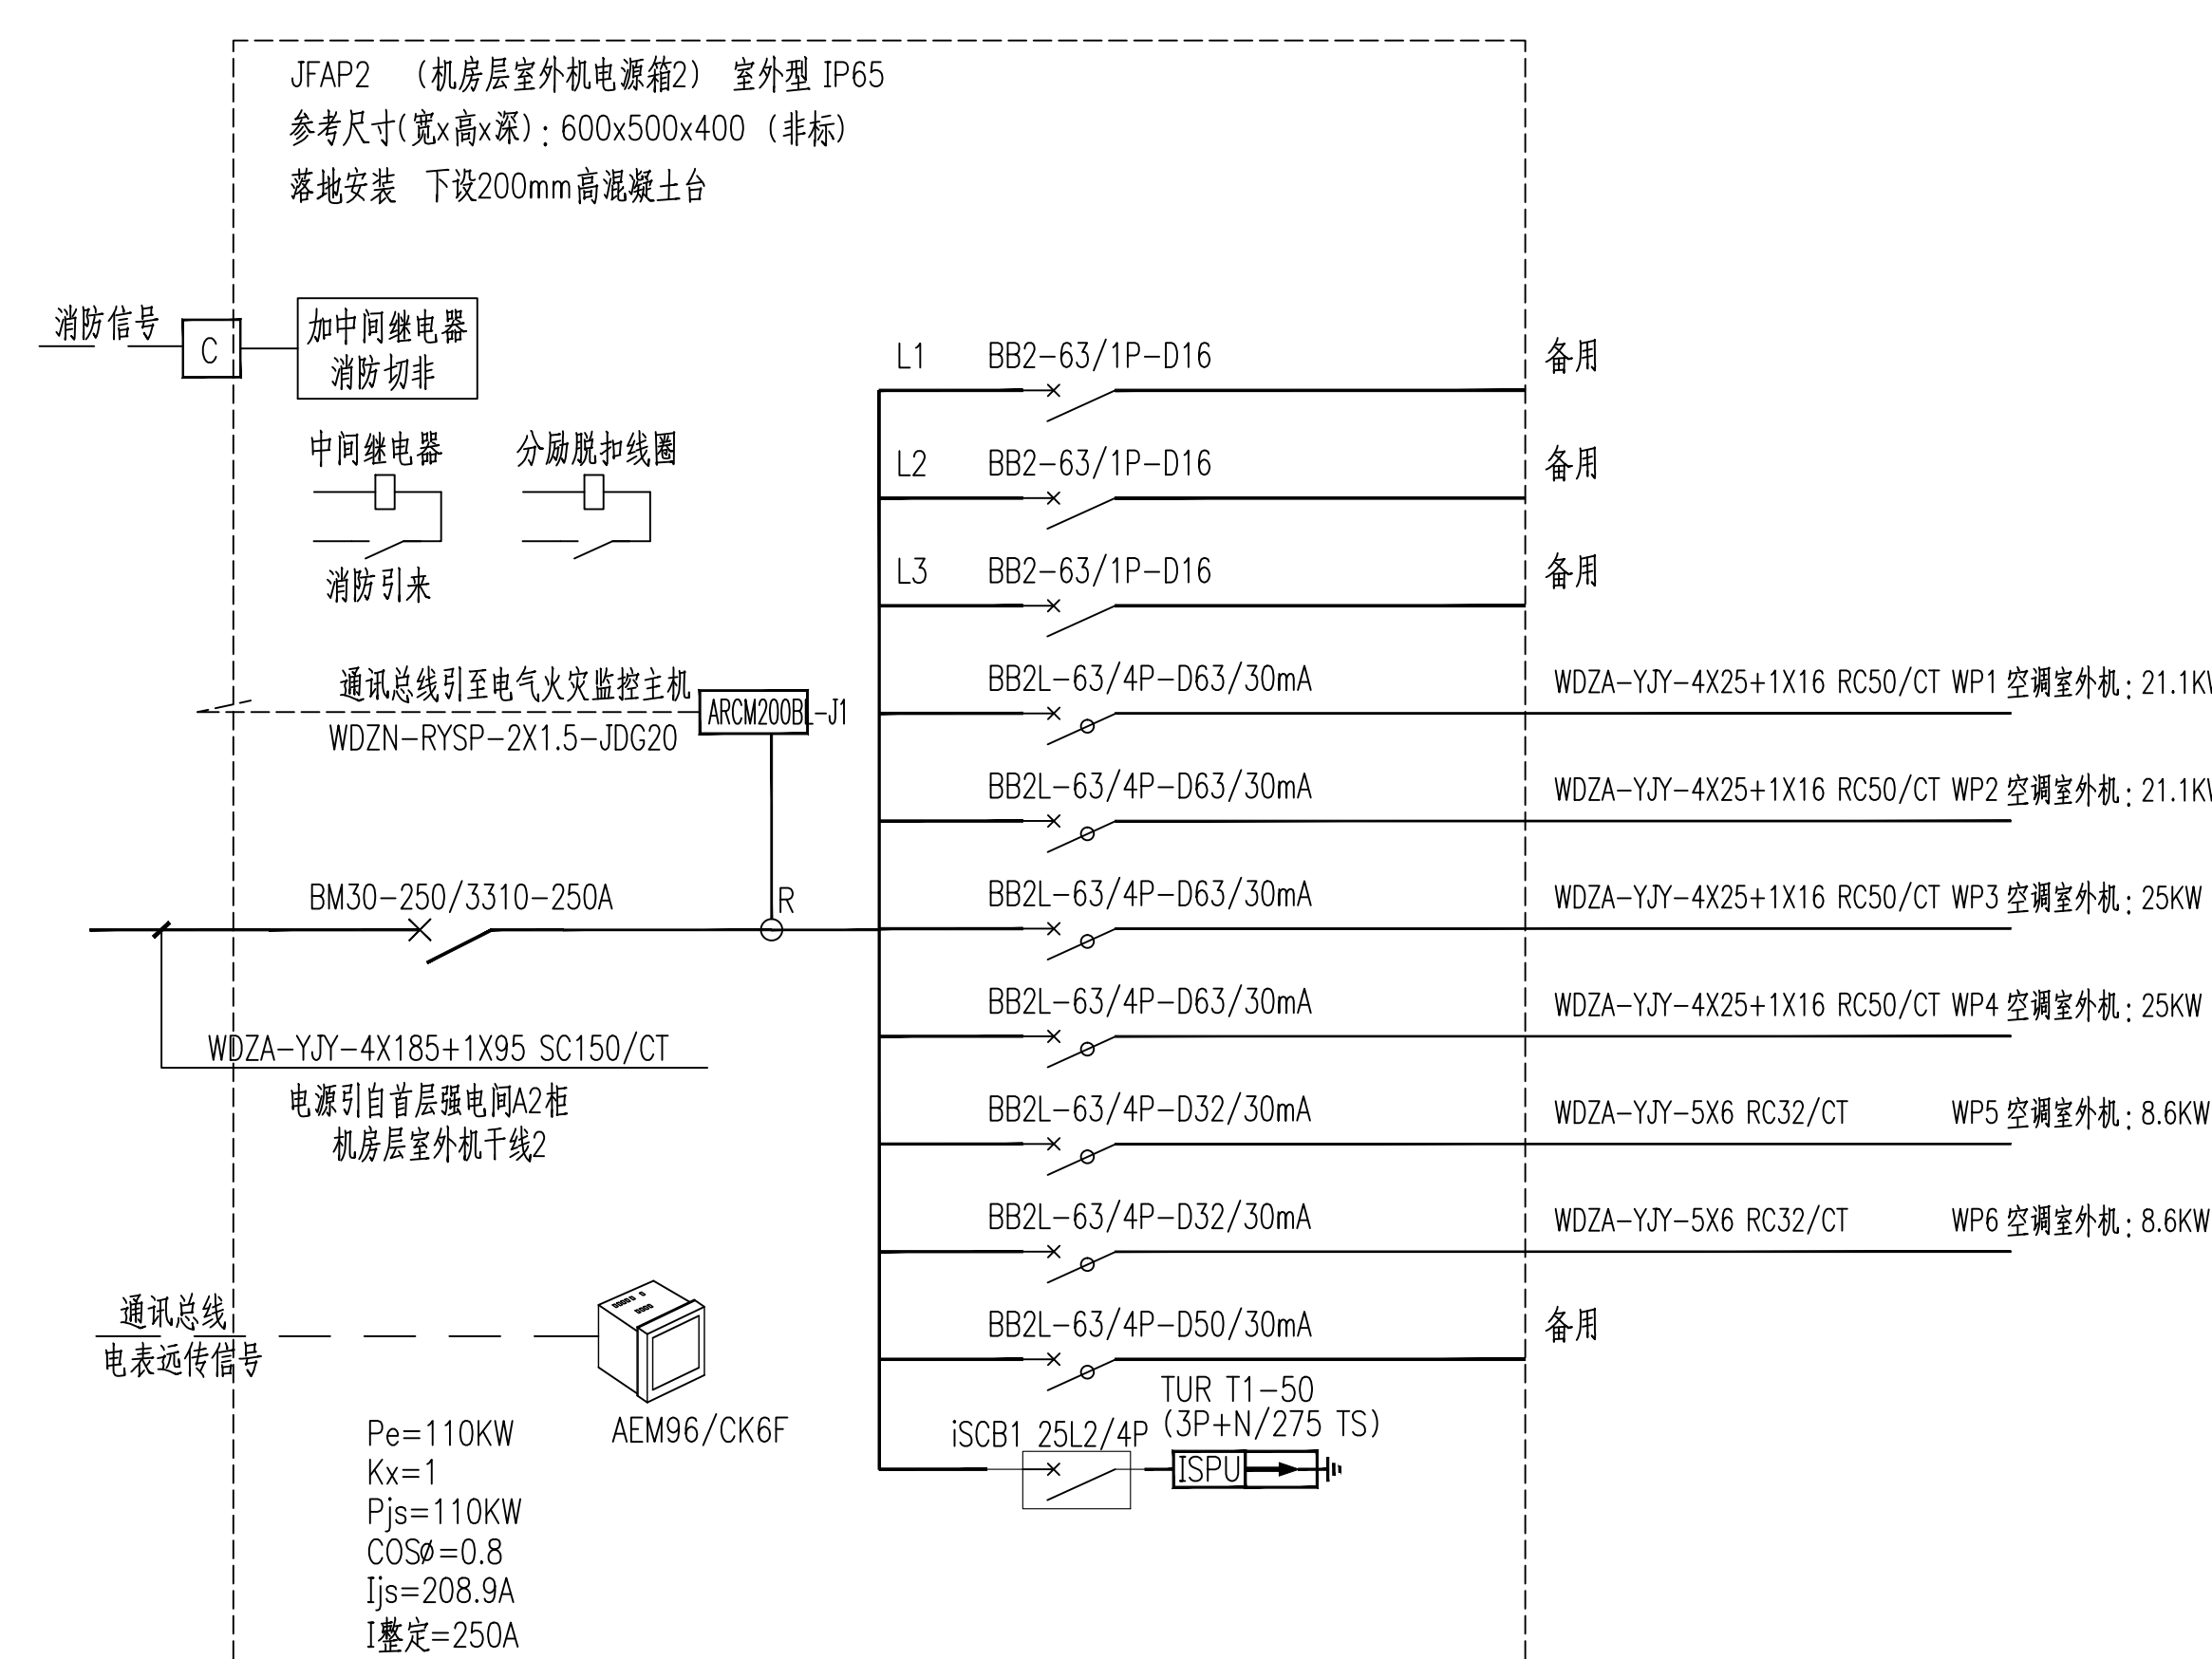 JFAP2 （机房层室外机电源箱2） 室外型 IP65
参考尺寸(宽x高x深)：600x500x400（非标）
落地安装 下设200mm高混凝土台
消防信号
C
加中间继电器
消防切非
中间继电器
分励脱扣线圈
消防引来
通讯总线引至电气火灾监控主机
ARCM200BL-J1
WDZN-RYSP-2X1.5-JDG20
BM30-250/3310-250A
R
WDZA-YJY-4X185+1X95 SC150/CT
电源引自首层强电间A2柜
机房层室外机干线2
通讯总线
电表远传信号
AEM96/CK6F
Pe=110KW
Kx=1
Pjs=110KW
COSø=0.8
Ijs=208.9A
I整定=250A
L1 BB2-63/1P-D16 备用
L2 BB2-63/1P-D16 备用
L3 BB2-63/1P-D16 备用
BB2L-63/4P-D63/30mA WDZA-YJY-4X25+1X16 RC50/CT WP1 空调室外机：21.1KW
BB2L-63/4P-D63/30mA WDZA-YJY-4X25+1X16 RC50/CT WP2 空调室外机：21.1KW
BB2L-63/4P-D63/30mA WDZA-YJY-4X25+1X16 RC50/CT WP3 空调室外机：25KW
BB2L-63/4P-D63/30mA WDZA-YJY-4X25+1X16 RC50/CT WP4 空调室外机：25KW
BB2L-63/4P-D32/30mA WDZA-YJY-5X6 RC32/CT WP5 空调室外机：8.6KW
BB2L-63/4P-D32/30mA WDZA-YJY-5X6 RC32/CT WP6 空调室外机：8.6KW
BB2L-63/4P-D50/30mA 备用
TUR T1-50
(3P+N/275 TS)
iSCB1 25L2/4P
ISPU